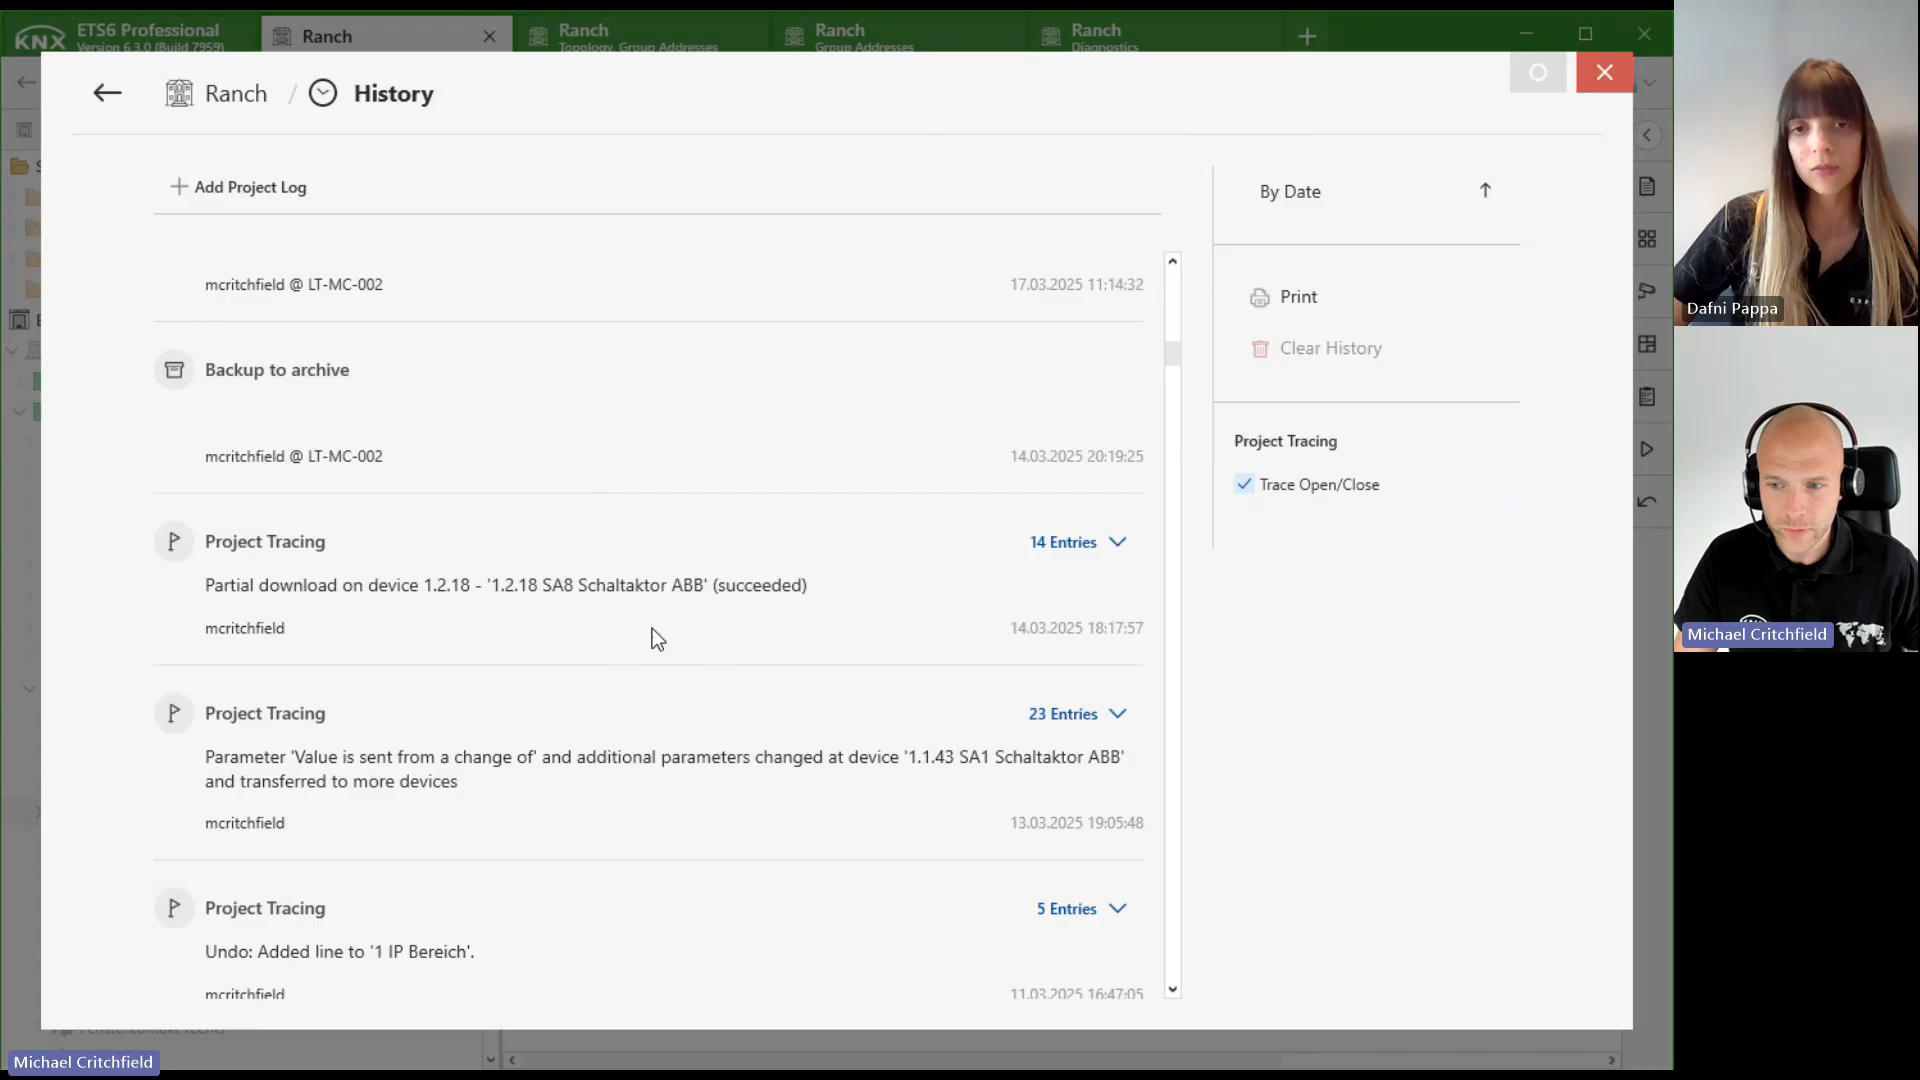 KNX
ETS6 Professional
Version 6.3.0 (Build 7959)
Ranch
Ranch
Topology, Group Addresses
Ranch
Group Addresses
Ranch
Diagnostics
Ranch / History
Add Project Log
mcritchfield @ LT-MC-002
17.03.2025 11:14:32
Backup to archive
mcritchfield @ LT-MC-002
14.03.2025 20:19:25
Project Tracing
14 Entries
Partial download on device 1.2.18 - '1.2.18 SA8 Schaltaktor ABB' (succeeded)
mcritchfield
14.03.2025 18:17:57
Project Tracing
23 Entries
Parameter 'Value is sent from a change of' and additional parameters changed at device '1.1.43 SA1 Schaltaktor ABB'
and transferred to more devices
mcritchfield
13.03.2025 19:05:48
Project Tracing
5 Entries
Undo: Added line to '1 IP Bereich'.
mcritchfield
11.03.2025 16:47:05
By Date
Print
Clear History
Project Tracing
Trace Open/Close
Dafni Pappa
Michael Critchfield
Michael Critchfield